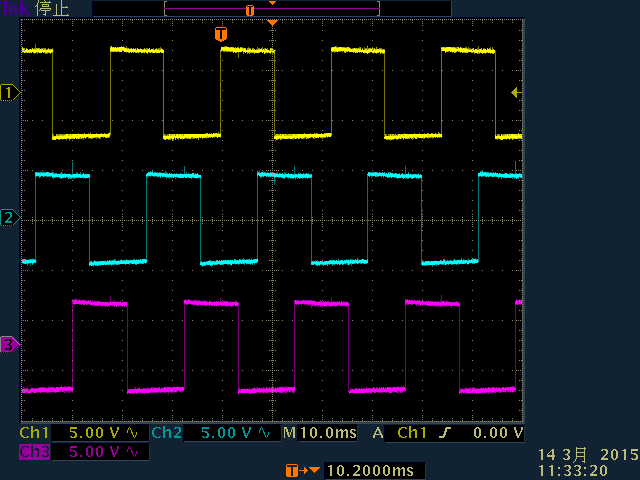 Tek 停止
T
T
1
2
3
Ch1 5.00 V Ch2 5.00 V M 10.0ms A Ch1 0.00 V
Ch3 5.00 V
T 10.2000ms
14 3月 2015
11:33:20